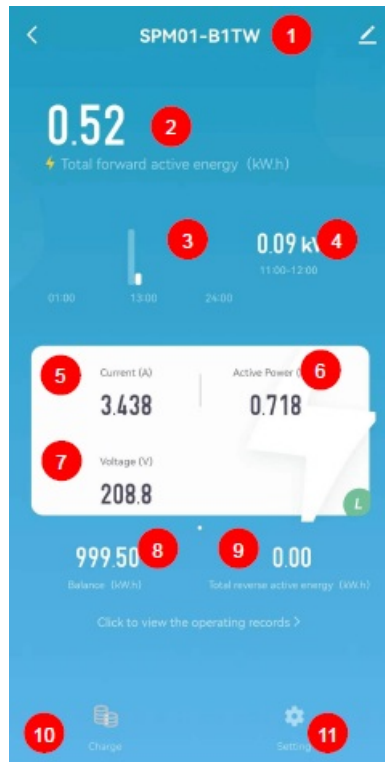 SPM01-B1TW 1
0.52 2
Total forward active energy (kW.h)
3 0.09 4
11:00-12:00
01:00 13:00 24:00
5 Current (A) Active Power 6
3.438 0.718
7 Voltage (V)
208.8
L
999.50 8 9 0.00
Balance (kW.h) Total reverse active energy (kW.h)
Click to view the operating records >
10 11
Charge Setting